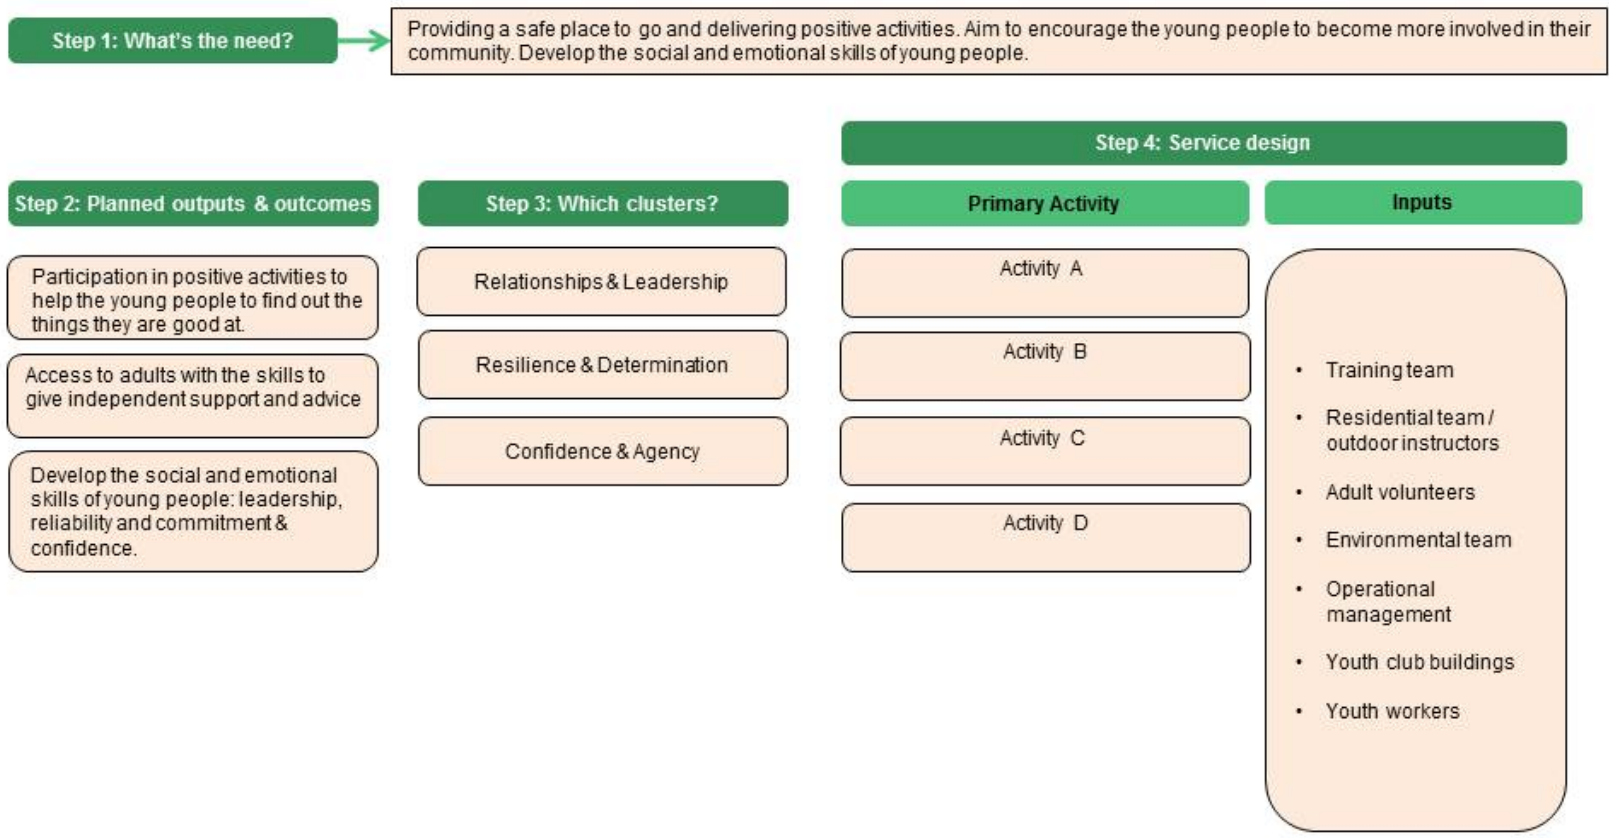 Step 1: What's the need?
Providing a safe place to go and delivering positive activities. Aim to encourage the young people to become more involved in their
community. Develop the social and emotional skills of young people.
Step 4: Service design
Step 2: Planned outputs & outcomes
Step 3: Which clusters?
Primary Activity
Inputs
Participation in positive activities to
help the young people to find out the
things they are good at.
Access to adults with the skills to
give independent support and advice
Develop the social and emotional
skills of young people: leadership,
reliability and commitment &
confidence.
Relationships & Leadership
Resilience & Determination
Confidence & Agency
Activity A
Activity B
Activity C
Activity D
• Training team
• Residential team /
outdoor instructors
• Adult volunteers
• Environmental team
• Operational
management
• Youth club buildings
• Youth workers